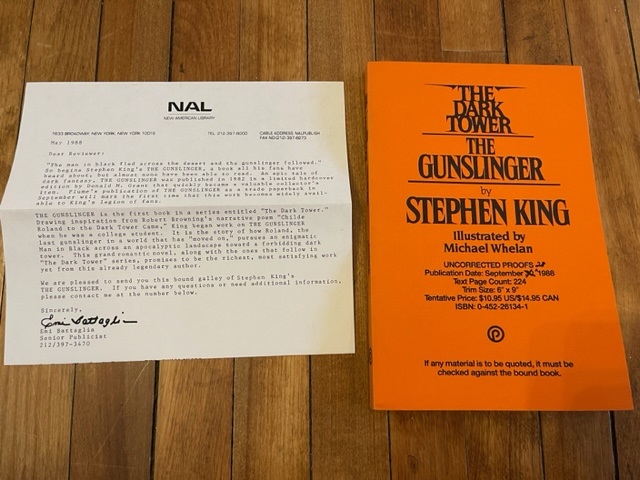 NAL
NEW AMERICAN LIBRARY
1633 BROADWAY, NEW YORK, NEW YORK 10019
TEL. 212-397-8000
CABLE ADDRESS: NALPUBLISH
May 1988
Dear Reviewer:
"The man in black fled across the desert and the gunslinger followed."
So begins Stephen King's THE GUNSLINGER, a book all his fans have
heard about, but almost none have been able to read. An epic tale of
dark fantasy, THE GUNSLINGER was published in 1982 in a limited hardcover
edition by Donald M. Grant that quickly became a valuable collector's
item. Plume's publication of THE GUNSLINGER as a trade paperback in
September will mark the first time that this work becomes widely avail-
able to King's legion of fans.
THE GUNSLINGER is the first book in a series entitled "The Dark Tower."
Drawing inspiration from Robert Browning's narrative poem "Childe
Roland to the Dark Tower Came," King began work on THE GUNSLINGER
when he was a college student. It is the story of how Roland, the
last gunslinger in a world that has "moved on," pursues an enigmatic
Man in Black across an apocalyptic landscape toward a forbidding dark
tower. This grand romantic novel, along with the ones that follow in
"The Dark Tower" series, promises to be the richest, most satisfying work
yet from this already legendary author.
We are pleased to send you this bound galley of Stephen King's
THE GUNSLINGER. If you have any questions or need additional information,
please contact me at the number below.
Sincerely,
Emi Battaglia
Emi Battaglia
Senior Publicist
212/397-3470
THE
DARK
TOWER
THE
GUNSLINGER
by
STEPHEN KING
Illustrated by
Michael Whelan
UNCORRECTED PROOFS
Publication Date: September 1988
Text Page Count: 224
Trim Size: 6" x 9"
Tentative Price: $10.95 US/$14.95 CAN
ISBN: 0-452-26134-1
If any material is to be quoted, it must be
checked against the bound book.